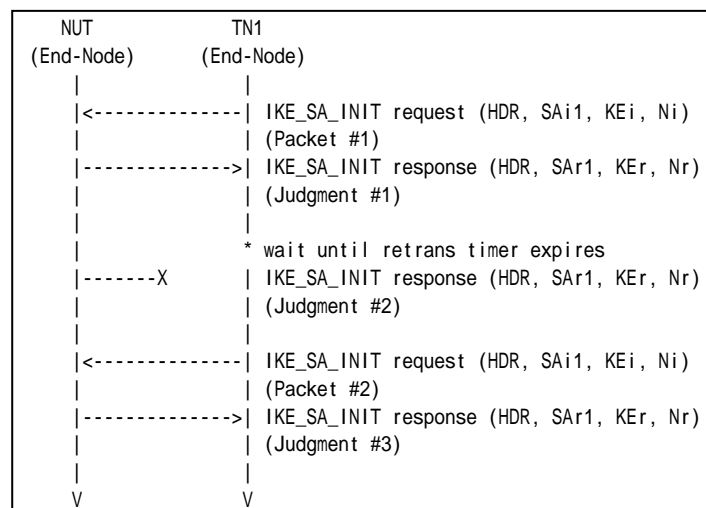 NUT TN1
(End-Node) (End-Node)
| |
|<--------------| IKE_SA_INIT request (HDR, SAi1, KEi, Ni)
| | (Packet #1)
|-------------->| IKE_SA_INIT response (HDR, SAr1, KEr, Nr)
| | (Judgment #1)
| |
| |
| * wait until retrans timer expires
|-------X | IKE_SA_INIT response (HDR, SAr1, KEr, Nr)
| | (Judgment #2)
| |
| |
|<--------------| IKE_SA_INIT request (HDR, SAi1, KEi, Ni)
| | (Packet #2)
|-------------->| IKE_SA_INIT response (HDR, SAr1, KEr, Nr)
| | (Judgment #3)
| |
| |
V V